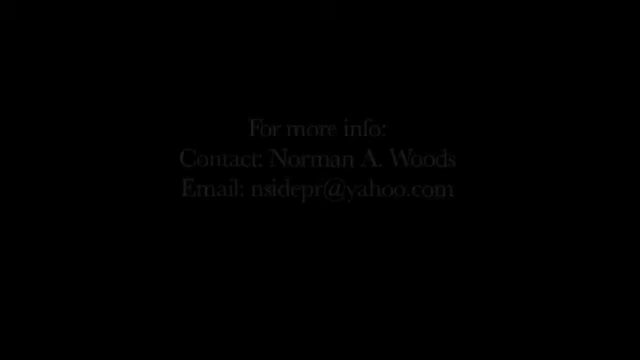 For more info:
Contact: Norman A. Woods
Email: nsidepr@yahoo.com